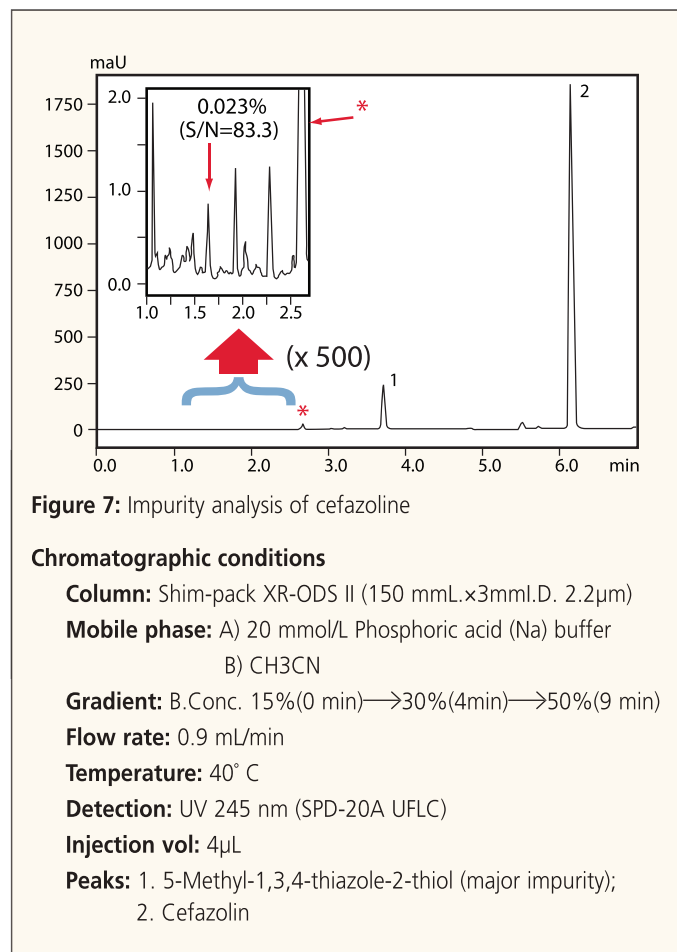 maU
1750
1500
1250
1000
750
500
250
0
2.0
1.0
0.0
0.023%
(S/N=83.3)
*
1.0 1.5 2.0 2.5
(x 500)
*
1
2
0.0 1.0 2.0 3.0 4.0 5.0 6.0 min
Figure 7: Impurity analysis of cefazoline
Chromatographic conditions
Column: Shim-pack XR-ODS II (150 mmL.×3mmI.D. 2.2µm)
Mobile phase: A) 20 mmol/L Phosphoric acid (Na) buffer
B) CH3CN
Gradient: B.Conc. 15%(0 min)⟶30%(4min)⟶50%(9 min)
Flow rate: 0.9 mL/min
Temperature: 40˚ C
Detection: UV 245 nm (SPD-20A UFLC)
Injection vol: 4µL
Peaks: 1. 5-Methyl-1,3,4-thiazole-2-thiol (major impurity);
2. Cefazolin